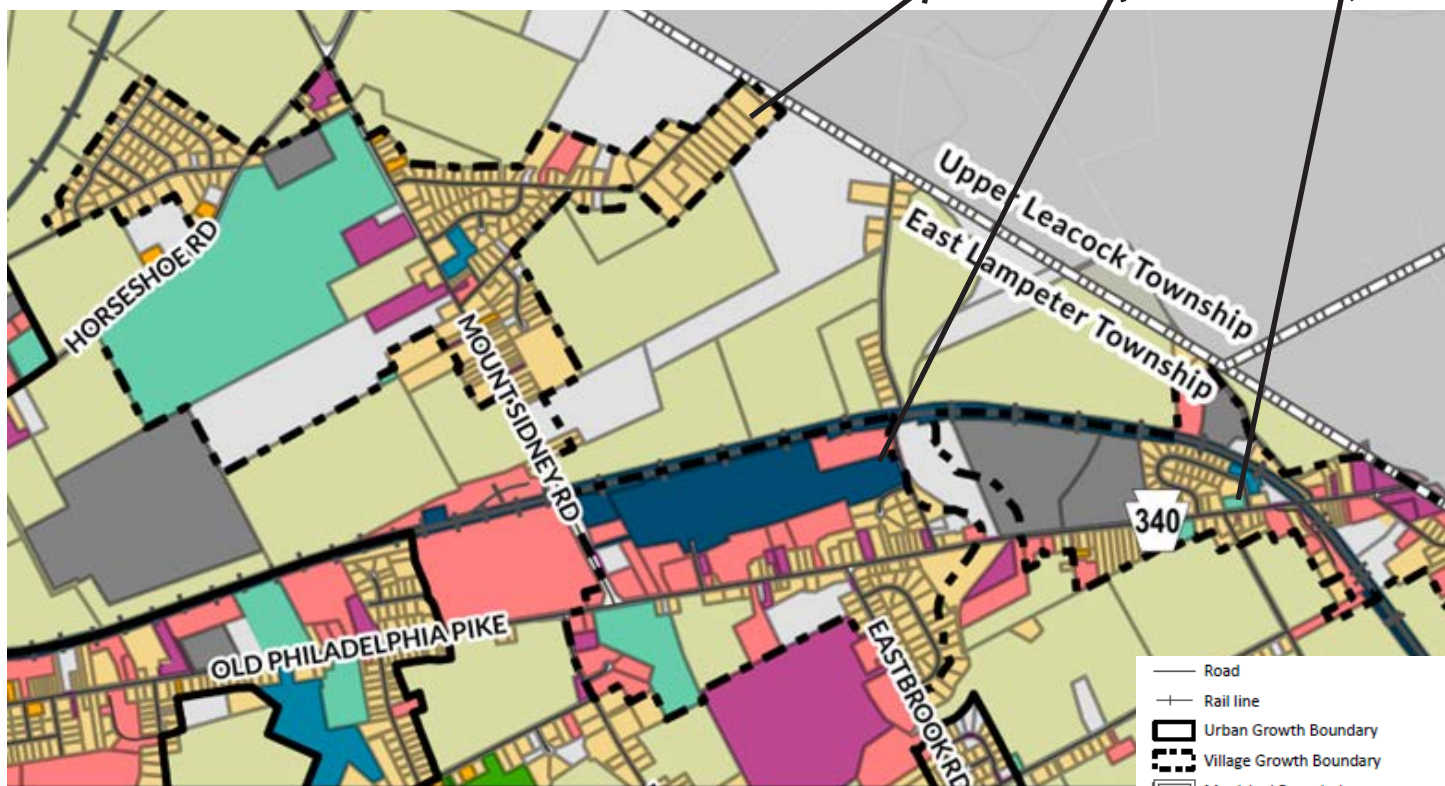 Upper Leacock Township
East Lampeter Township
HORSESHOE RD
MOUNT SIDNEY RD
340
OLD PHILADELPHIA PIKE
EASTBROOK RD
Road
Rail line
Urban Growth Boundary
Village Growth Boundary